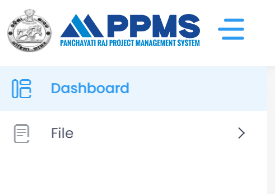 PPMS
PANCHAYATI RAJ PROJECT MANAGEMENT SYSTEM
Dashboard
File